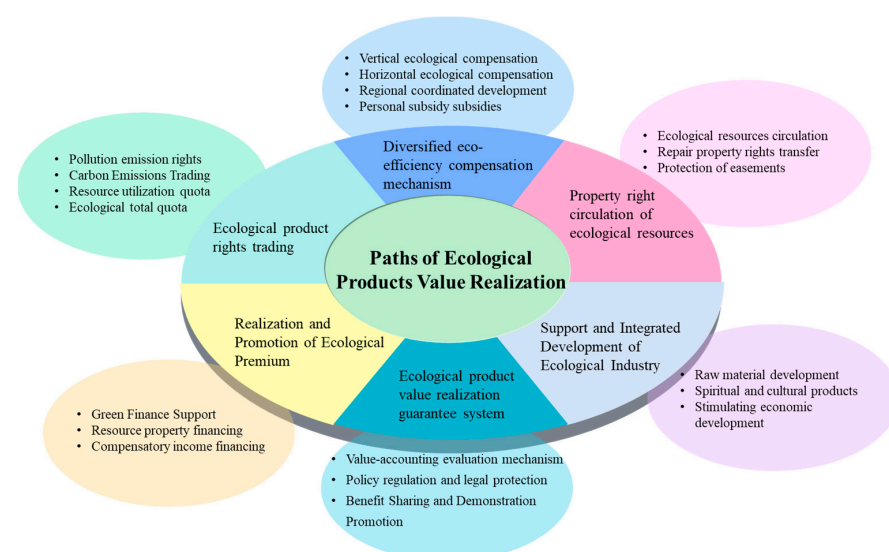 • Vertical ecological compensation
• Horizontal ecological compensation
• Regional coordinated development
• Personal subsidy subsidies
• Pollution emission rights
• Carbon Emissions Trading
• Resource utilization quota
• Ecological total quota
• Ecological resources circulation
• Repair property rights transfer
• Protection of easements
Diversified eco-
efficiency compensation
mechanism
Ecological product
rights trading
Property right
circulation of
ecological resources
Paths of Ecological
Products Value Realization
Realization and
Promotion of Ecological
Premium
Ecological product
value realization
guarantee system
Support and Integrated
Development of
Ecological Industry
• Green Finance Support
• Resource property financing
• Compensatory income financing
• Value-accounting evaluation mechanism
• Policy regulation and legal protection
• Benefit Sharing and Demonstration
Promotion
• Raw material development
• Spiritual and cultural products
• Stimulating economic
development